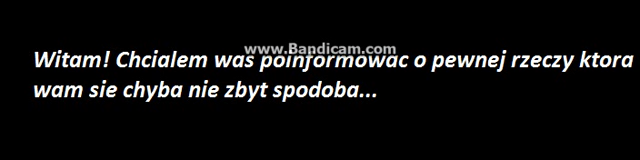 www.Bandicam.com
Witam! Chcialem was poinformowac o pewnej rzeczy ktora
wam sie chyba nie zbyt spodoba...